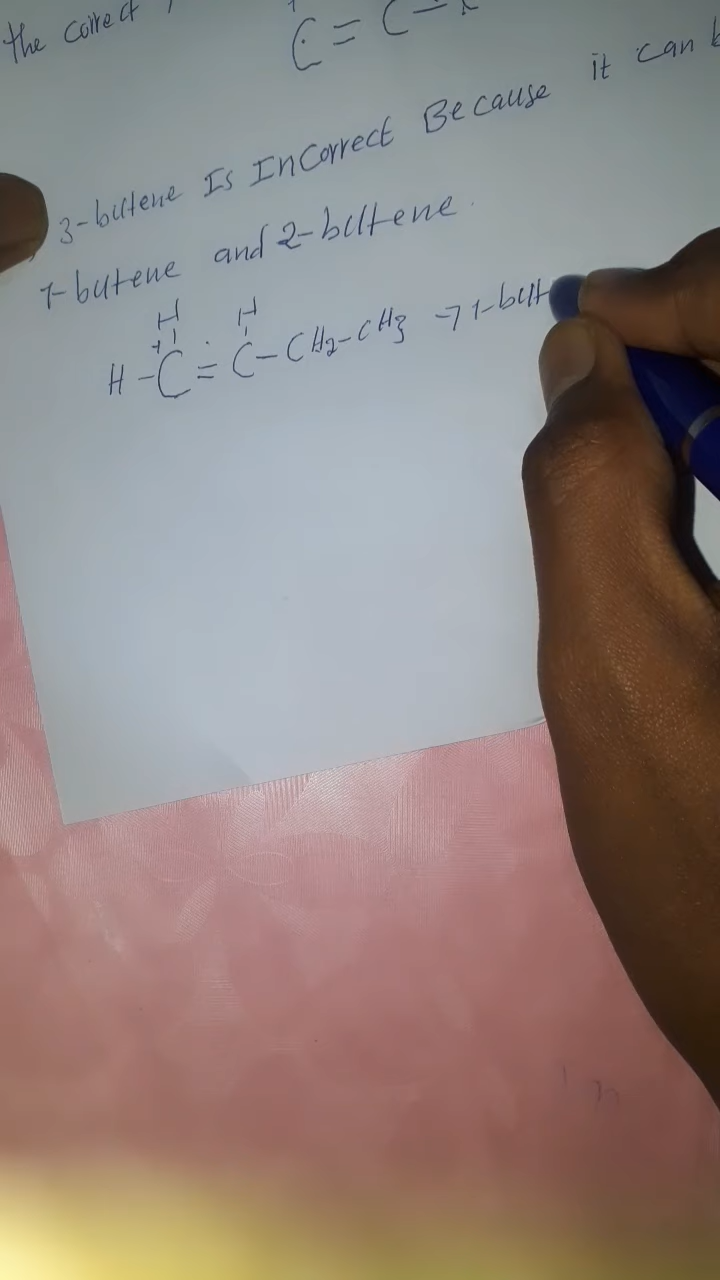 the correct
C = C -
3-butene Is InCorrect Because it can b
1-butene and 2-butene.
H H
H - C = C - CH2 - CH3 → 1-but